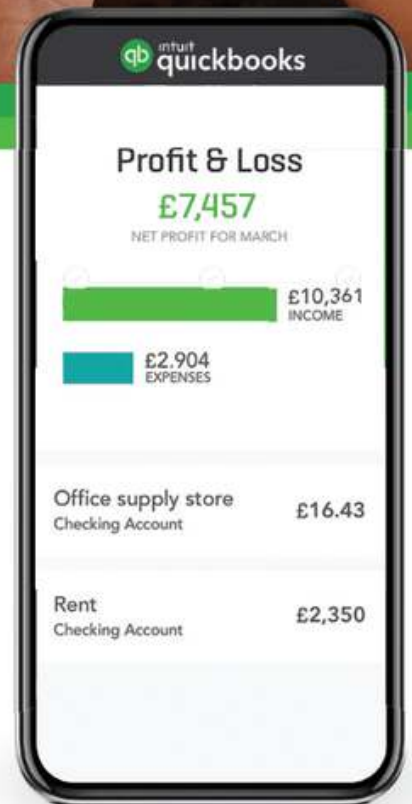 intuit
quickbooks
Profit & Loss
£7,457
NET PROFIT FOR MARCH
£10,361
INCOME
£2.904
EXPENSES
Office supply store
Checking Account
£16.43
Rent
Checking Account
£2,350